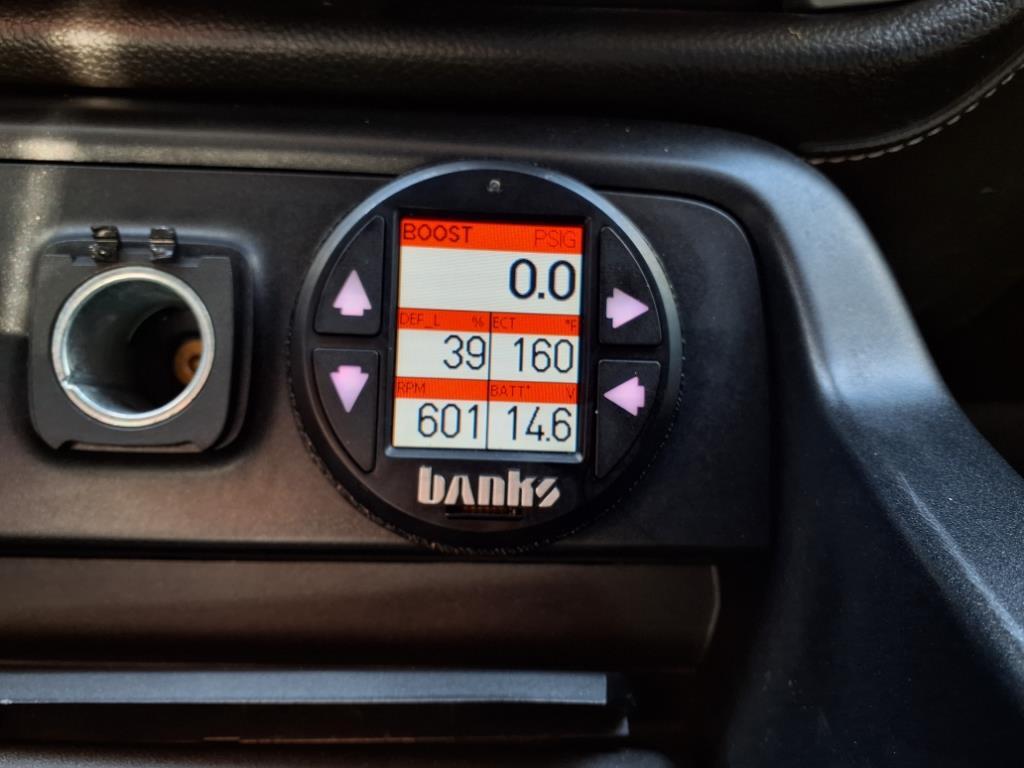 BOOST PSIG
0.0
DEF_L % ECT °F
39 160
RPM BATT+ V
601 14.6
banks